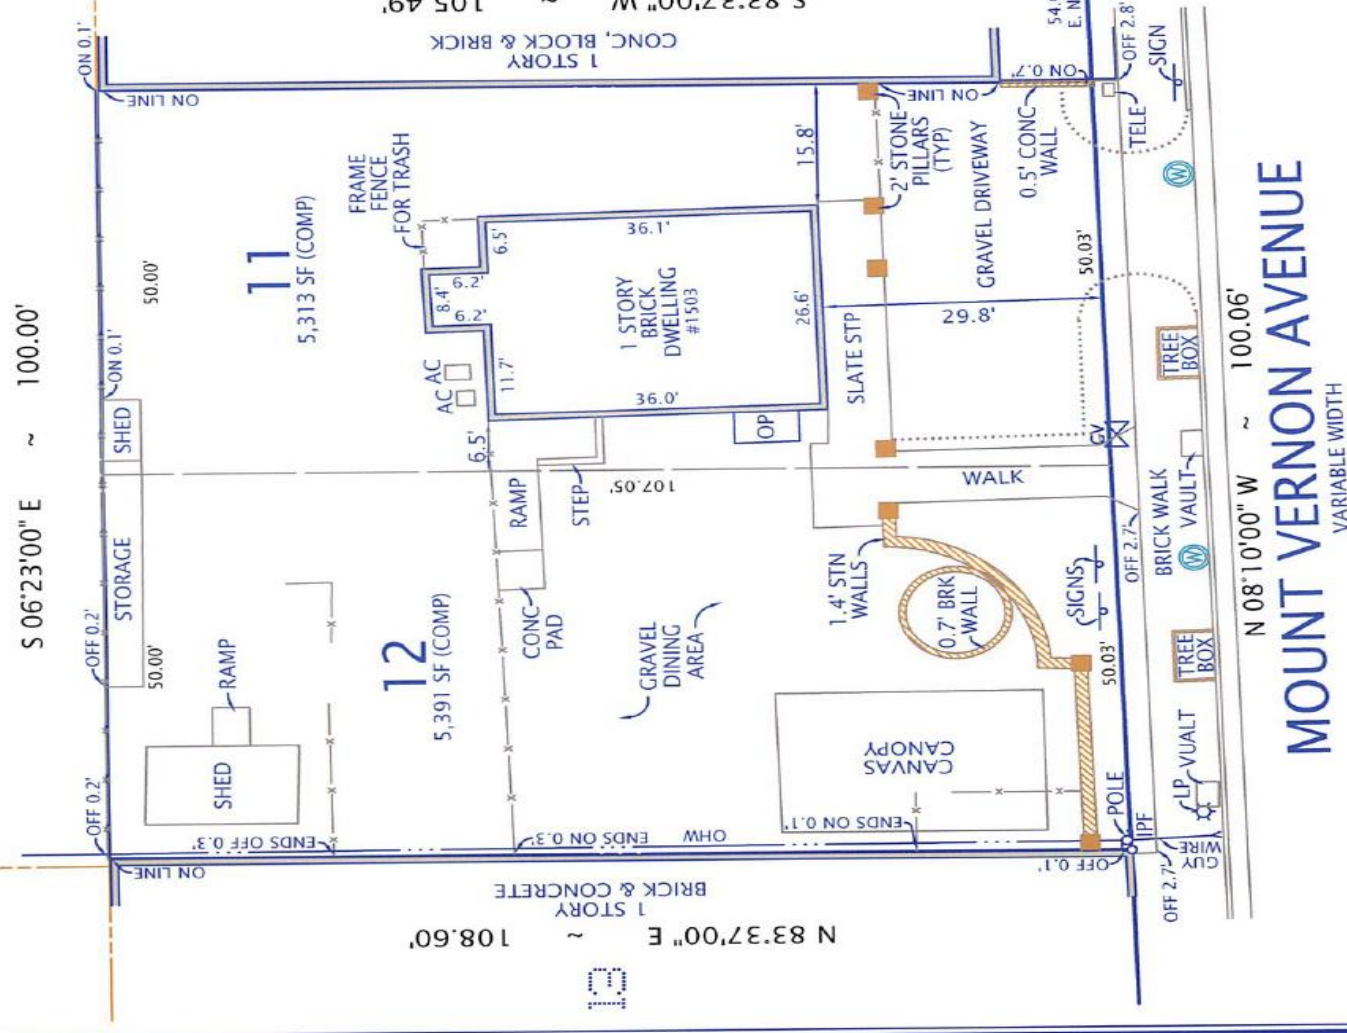 S 83°37'00" W ~ 105.49'
1 STORY
CONC, BLOCK & BRICK
ON 0.1'
ON LINE
ON LINE
ON 0.7'
OFF 2.8'
SIGN
TELE
0.5' CONC
WALL
2' STONE
PILLARS
(TYP)
GRAVEL DRIVEWAY
15.8'
FRAME
FENCE
FOR TRASH
S 06°23'00" E ~ 100.00'
50.00'
11
5,313 SF (COMP)
6.5'
6.2'
8.4'
6.2'
11.7'
36.1'
36.0'
26.6'
1 STORY
BRICK
DWELLING
#1503
29.8'
50.03'
SLATE STP
ON 0.1'
SHED
AC AC
6.5'
OP
GV
TREE
BOX
STORAGE
RAMP
STEP
107.05'
WALK
BRICK WALK
VAULT
W
W
OFF 0.2'
50.00'
RAMP
SHED
12
5,391 SF (COMP)
CONC
PAD
GRAVEL
DINING
AREA
1.4' STN
WALLS
0.7' BRK
WALL
SIGNS
OFF 2.7'
50.03'
TREE
BOX
CANVAS
CANOPY
OFF 0.2'
ENDS OFF 0.3'
ENDS ON 0.3'
OHW
ENDS ON 0.1'
OFF 0.1'
POLE
IPF
LP
VUALT
GUY
WIRE
OFF 2.7'
ON LINE
1 STORY
BRICK & CONCRETE
N 83°37'00" E ~ 108.60'
13
N 08°10'00" W ~ 100.06'
MOUNT VERNON AVENUE
VARIABLE WIDTH